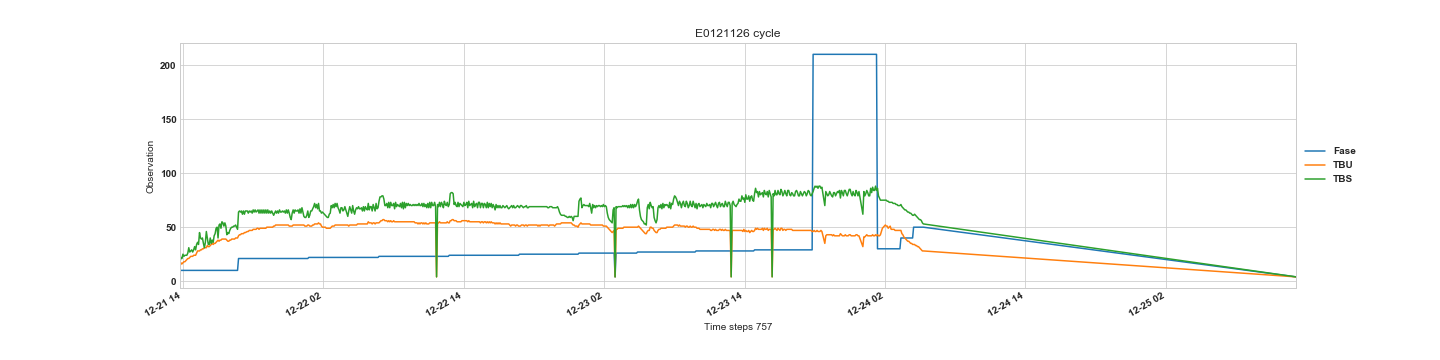 E0121126 cycle
200
150
100
50
0
Observation
12-21 14
12-22 02
12-22 14
12-23 02
12-23 14
12-24 02
12-24 14
12-25 02
Time steps 757
Fase
TBU
TBS